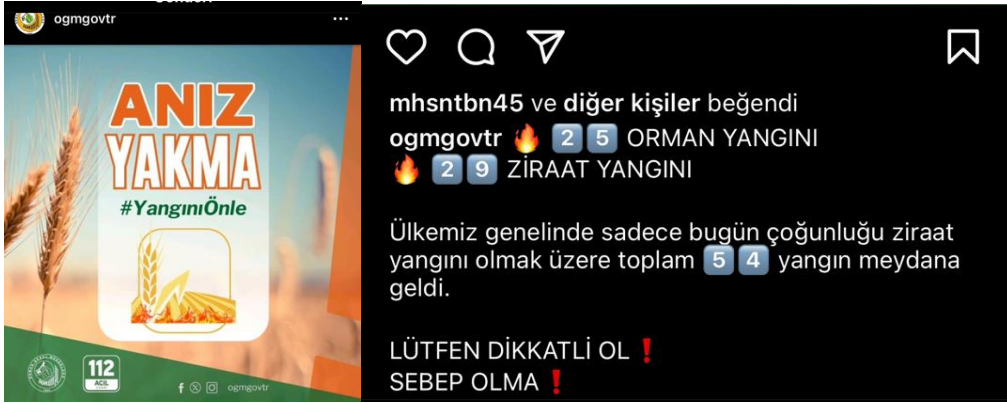 ogmgovtr
ANIZ
YAKMA
#YangınıÖnle
112
ACİL
ogmgovtr
mhsntbn45 ve diğer kişiler beğendi
ogmgovtr 🔥 2️⃣5️⃣ ORMAN YANGINI
🔥 2️⃣9️⃣ ZİRAAT YANGINI
Ülkemiz genelinde sadece bugün çoğunluğu ziraat
yangını olmak üzere toplam 5️⃣4️⃣ yangın meydana
geldi.
LÜTFEN DİKKATLİ OL❗
SEBEP OLMA❗